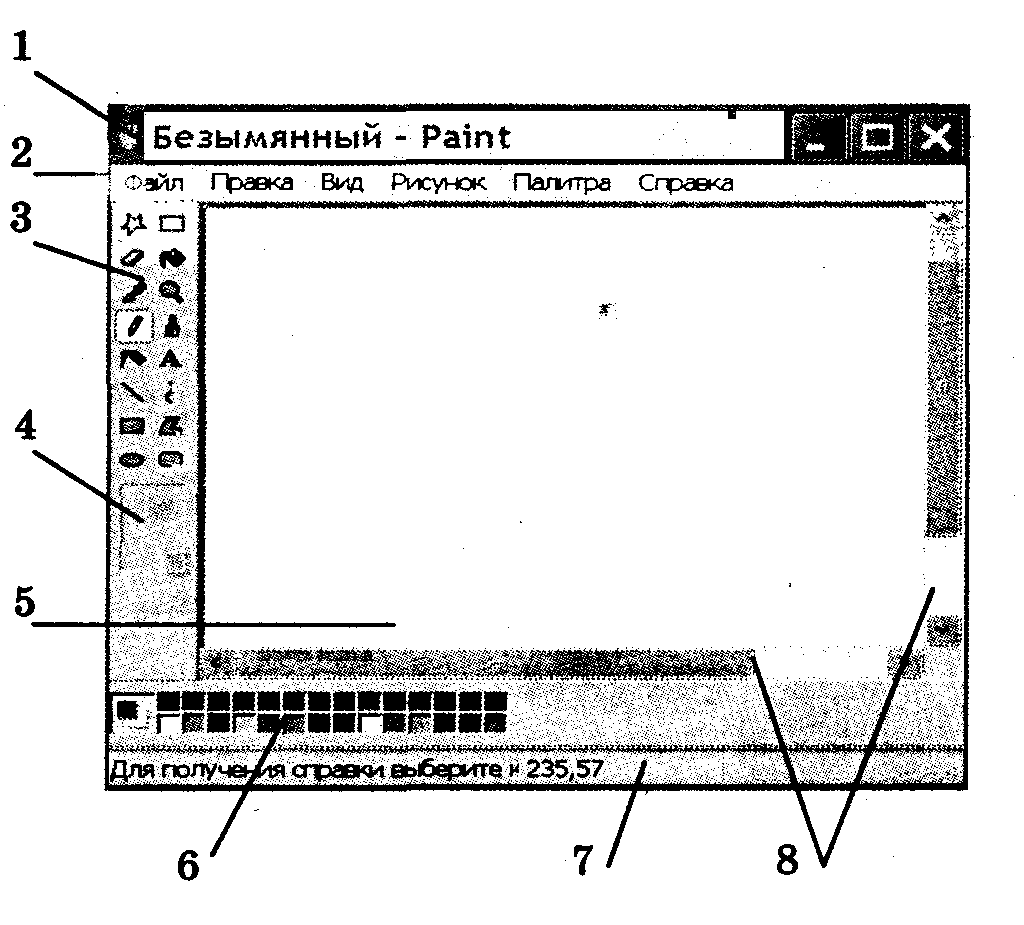 1
Безымянный - Paint
2
Файл Правка Вид Рисунок Палитра Справка
3
A
4
5
Для получения справки выберите к 235,57
6
7
8